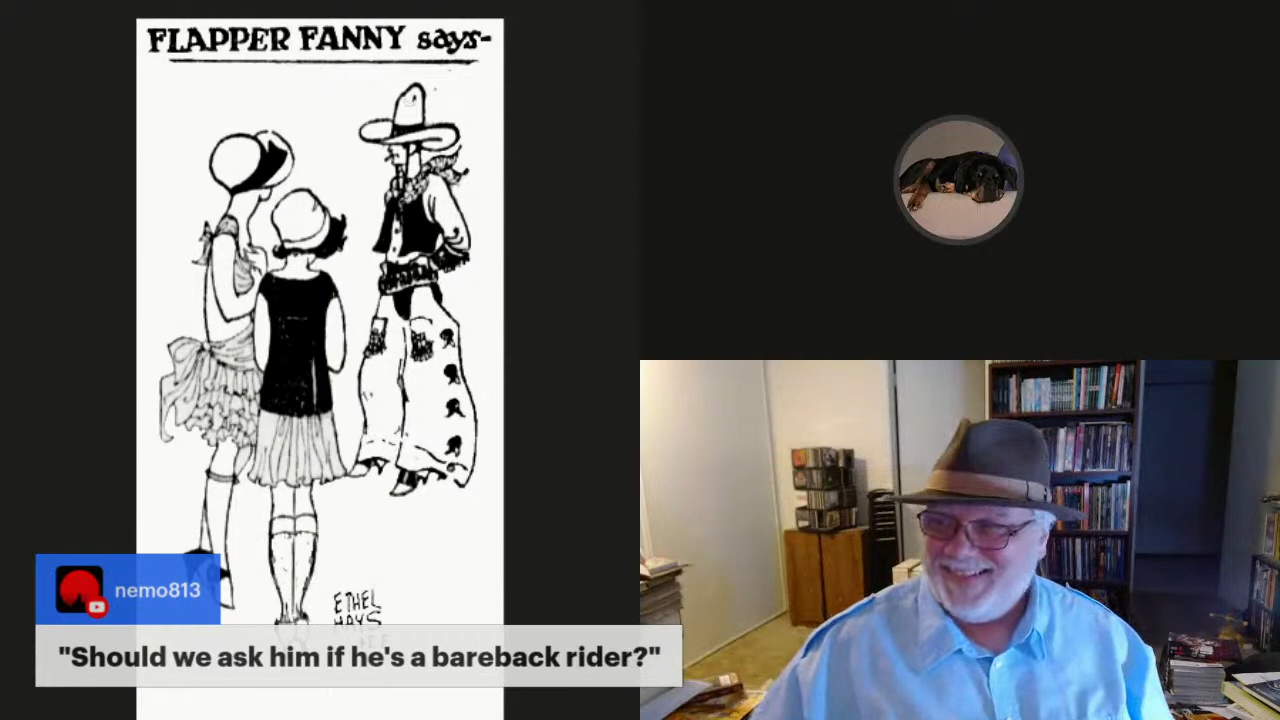 FLAPPER FANNY says-
ETHEL
HAYS
nemo813
"Should we ask him if he's a bareback rider?"